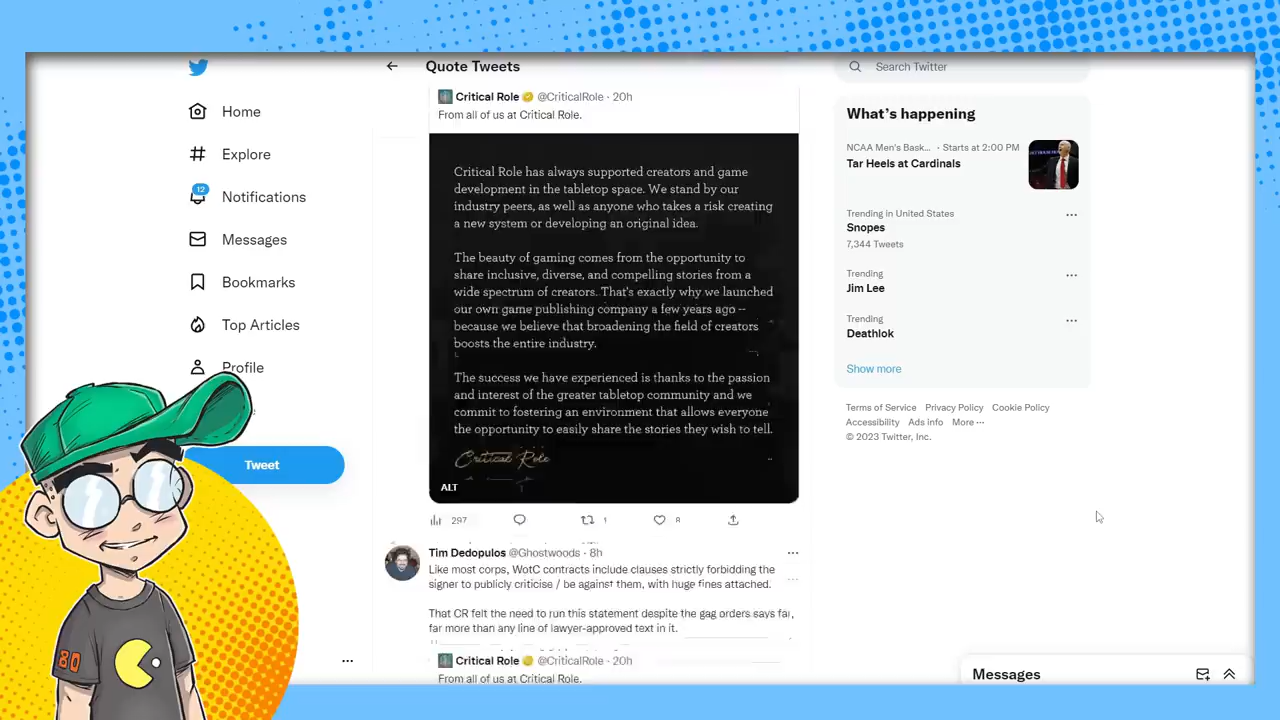 Home
Explore
12
Notifications
Messages
Bookmarks
Top Articles
Profile
Tweet
Quote Tweets
Critical Role @CriticalRole · 20h
From all of us at Critical Role.
Critical Role has always supported creators and game
development in the tabletop space. We stand by our
industry peers, as well as anyone who takes a risk creating
a new system or developing an original idea.
The beauty of gaming comes from the opportunity to
share inclusive, diverse, and compelling stories from a
wide spectrum of creators. That's exactly why we launched
our own game publishing company a few years ago --
because we believe that broadening the field of creators
boosts the entire industry.
The success we have experienced is thanks to the passion
and interest of the greater tabletop community and we
commit to fostering an environment that allows everyone
the opportunity to easily share the stories they wish to tell.
Critical Role
ALT
297
1
8
Tim Dedopulos @Ghostwoods · 8h
Like most corps, WotC contracts include clauses strictly forbidding the
signer to publicly criticise / be against them, with huge fines attached.
That CR felt the need to run this statement despite the gag orders says far,
far more than any line of lawyer-approved text in it.
Critical Role @CriticalRole · 20h
From all of us at Critical Role.
Search Twitter
What's happening
NCAA Men's Bask... · Starts at 2:00 PM
Tar Heels at Cardinals
Trending in United States
Snopes
7,344 Tweets
Trending
Jim Lee
Trending
Deathlok
Show more
Terms of Service Privacy Policy Cookie Policy
Accessibility Ads info More ···
© 2023 Twitter, Inc.
Messages
80